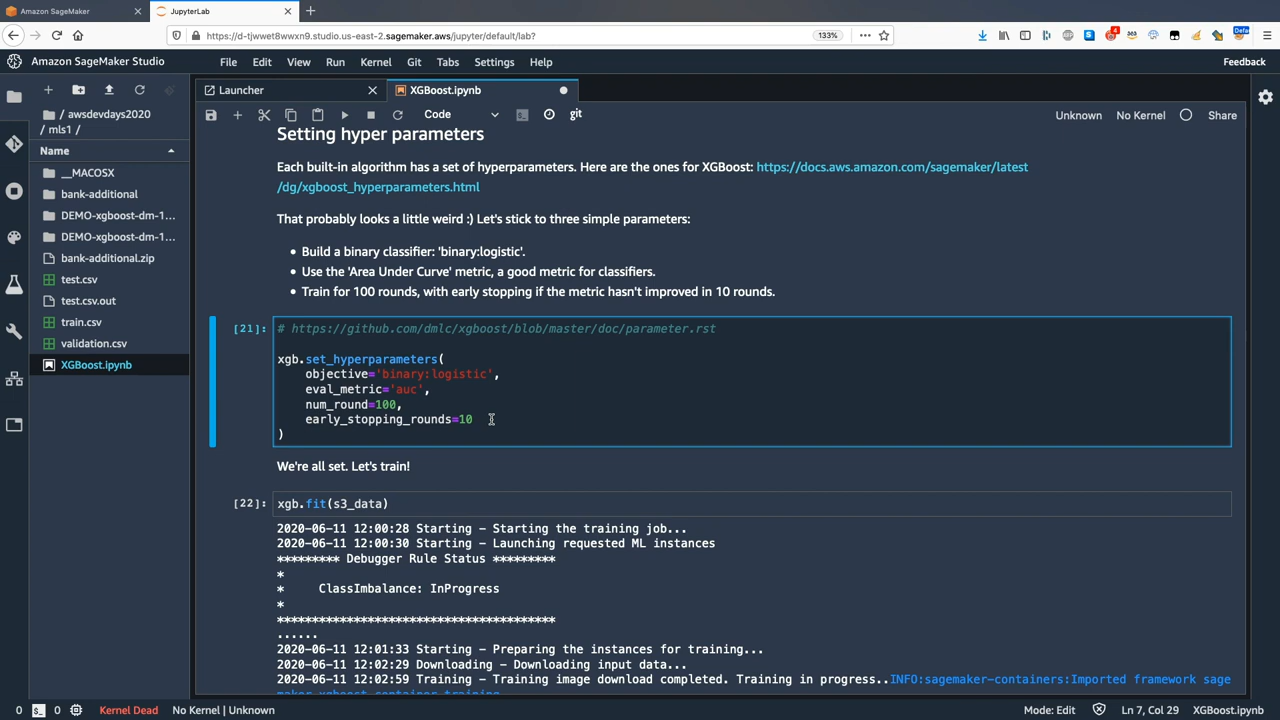 Amazon SageMaker
JupyterLab
https://d-tjwwet8wwxn9.studio.us-east-2.sagemaker.aws/jupyter/default/lab?
133%
4
Defa
Amazon SageMaker Studio
File Edit View Run Kernel Git Tabs Settings Help
Feedback
/ awsdevdays2020
/ mls1 /
Name
__MACOSX
bank-additional
DEMO-xgboost-dm-1...
DEMO-xgboost-dm-1...
bank-additional.zip
test.csv
test.csv.out
train.csv
validation.csv
XGBoost.ipynb
Launcher
XGBoost.ipynb
Code
git
Unknown No Kernel Share
Setting hyper parameters
Each built-in algorithm has a set of hyperparameters. Here are the ones for XGBoost: https://docs.aws.amazon.com/sagemaker/latest
/dg/xgboost_hyperparameters.html
That probably looks a little weird :) Let's stick to three simple parameters:
• Build a binary classifier: 'binary:logistic'.
• Use the 'Area Under Curve' metric, a good metric for classifiers.
• Train for 100 rounds, with early stopping if the metric hasn't improved in 10 rounds.
[21]: # https://github.com/dmlc/xgboost/blob/master/doc/parameter.rst
xgb.set_hyperparameters(
objective='binary:logistic',
eval_metric='auc',
num_round=100,
early_stopping_rounds=10
)
We're all set. Let's train!
[22]: xgb.fit(s3_data)
2020-06-11 12:00:28 Starting - Starting the training job...
2020-06-11 12:00:30 Starting - Launching requested ML instances
********* Debugger Rule Status *********
*
* ClassImbalance: InProgress
*
****************************************
......
2020-06-11 12:01:33 Starting - Preparing the instances for training...
2020-06-11 12:02:29 Downloading - Downloading input data...
2020-06-11 12:02:59 Training - Training image download completed. Training in progress..INFO:sagemaker-containers:Imported framework sage
maker_xgboost_container.training
0 0 Kernel Dead No Kernel | Unknown
Mode: Edit Ln 7, Col 29 XGBoost.ipynb